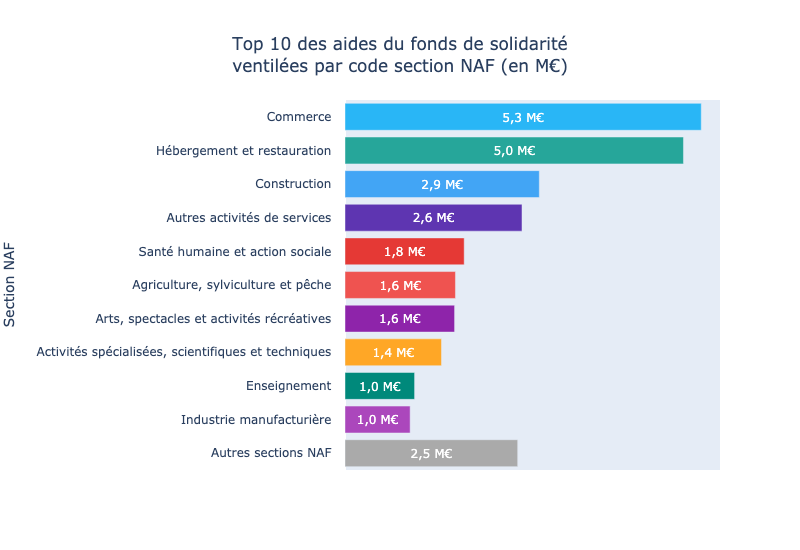 Top 10 des aides du fonds de solidarité
ventilées par code section NAF (en M€)
Section NAF
Commerce 5,3 M€
Hébergement et restauration 5,0 M€
Construction 2,9 M€
Autres activités de services 2,6 M€
Santé humaine et action sociale 1,8 M€
Agriculture, sylviculture et pêche 1,6 M€
Arts, spectacles et activités récréatives 1,6 M€
Activités spécialisées, scientifiques et techniques 1,4 M€
Enseignement 1,0 M€
Industrie manufacturière 1,0 M€
Autres sections NAF 2,5 M€